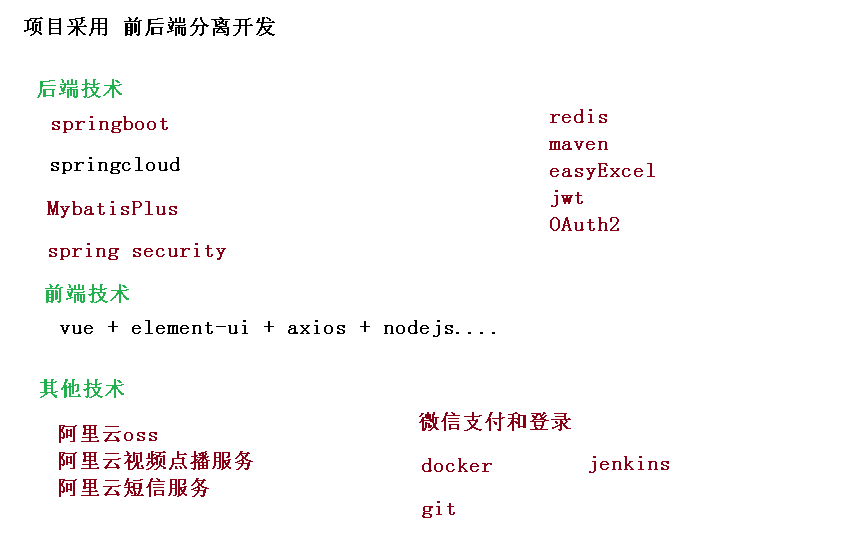 项目采用 前后端分离开发
后端技术
springboot
springcloud
MybatisPlus
spring security
redis
maven
easyExcel
jwt
OAuth2
前端技术
vue + element-ui + axios + nodejs....
其他技术
阿里云oss
阿里云视频点播服务
阿里云短信服务
微信支付和登录
docker
jenkins
git